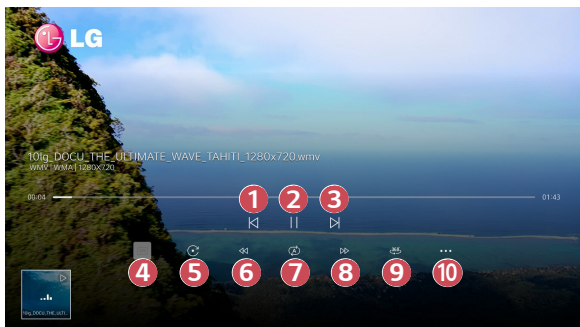 LG
10lg_DOCU_THE_ULTIMATE_WAVE_TAHITI_1280x720.wmv
WMV | WMA | 1280X720
00:04
01:43
1 2 3
4 5 6 7 8 9 10
10lg_DOCU_THE_ULTI...